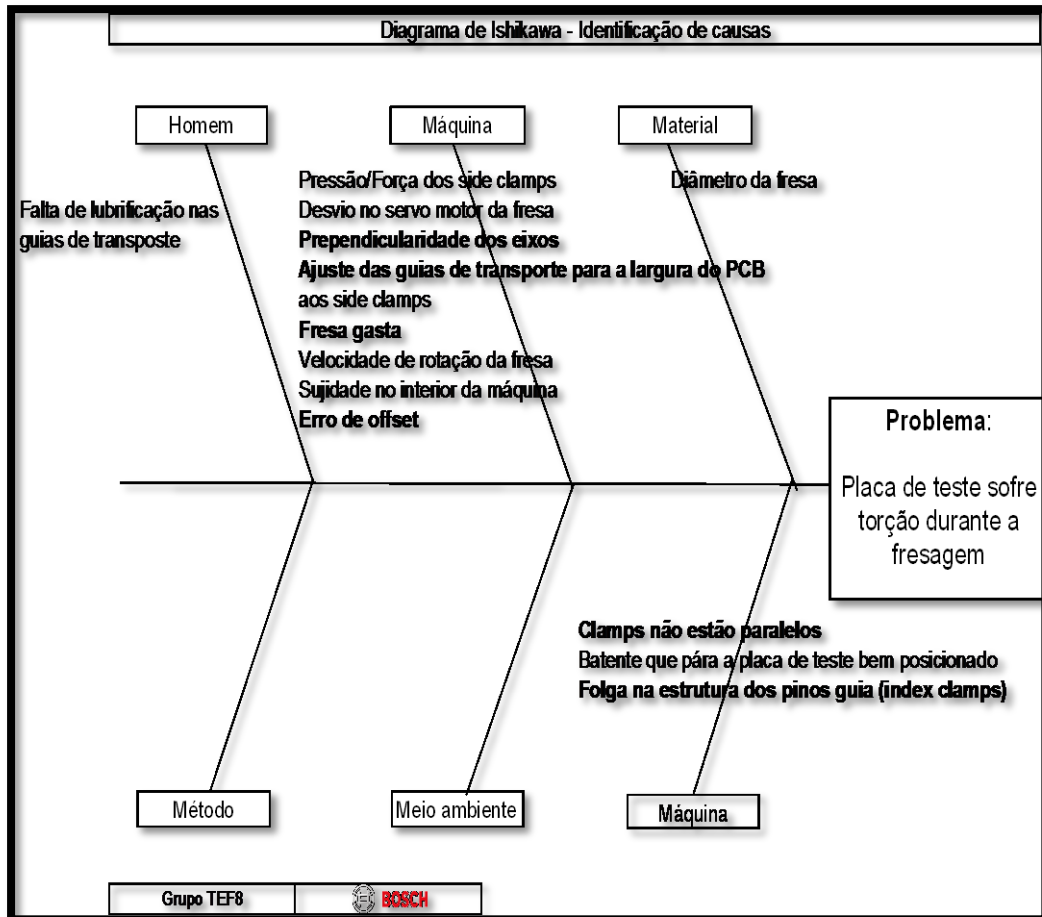 Diagrama de Ishikawa - Identificação de causas
Homem
Máquina
Material
Falta de lubrificação nas
guias de transposte
Pressão/Força dos side clamps
Desvio no servo motor da fresa
Prependicularidade dos eixos
Ajuste das guias de transporte para a largura do PCB
aos side clamps
Fresa gasta
Velocidade de rotação da fresa
Sujidade no interior da máquina
Erro de offset
Diâmetro da fresa
Problema:
Placa de teste sofre
torção durante a
fresagem
Clamps não estão paralelos
Batente que pára a placa de teste bem posicionado
Folga na estrutura dos pinos guia (index clamps)
Método
Meio ambiente
Máquina
Grupo TEF8
BOSCH